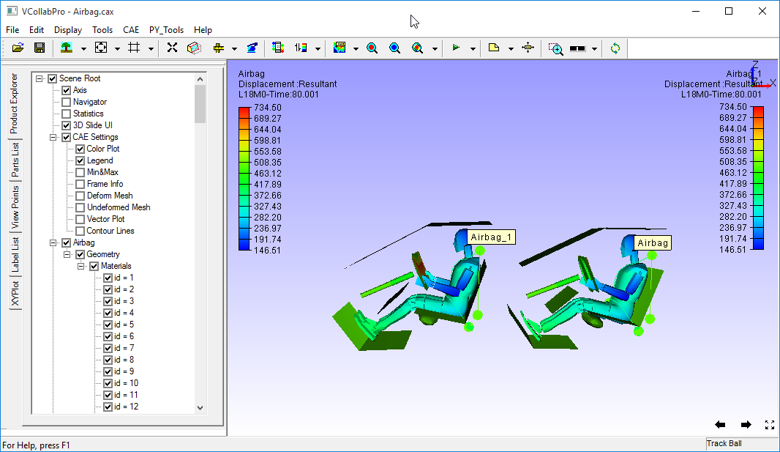 VCollabPro - Airbag.cax
File Edit Display Tools CAE PY_Tools Help
Product Explorer
Parts List
View Points
Label List
XYPlot
Scene Root
Axis
Navigator
Statistics
3D Slide UI
CAE Settings
Color Plot
Legend
Min&Max
Frame Info
Deform Mesh
Undeformed Mesh
Vector Plot
Contour Lines
Airbag
Geometry
Materials
id = 1
id = 2
id = 3
id = 4
id = 5
id = 6
id = 7
id = 8
id = 9
id = 10
id = 11
id = 12
Airbag
Displacement :Resultant
L18M0-Time:80.001
734.50
689.27
644.04
598.81
553.58
508.35
463.12
417.89
372.66
327.43
282.20
236.97
191.74
146.51
Airbag_1
Airbag
Z
X
Airbag_1
Displacement :Resultant
L18M0-Time:80.001
734.50
689.27
644.04
598.81
553.58
508.35
463.12
417.89
372.66
327.43
282.20
236.97
191.74
146.51
For Help, press F1
Track Ball